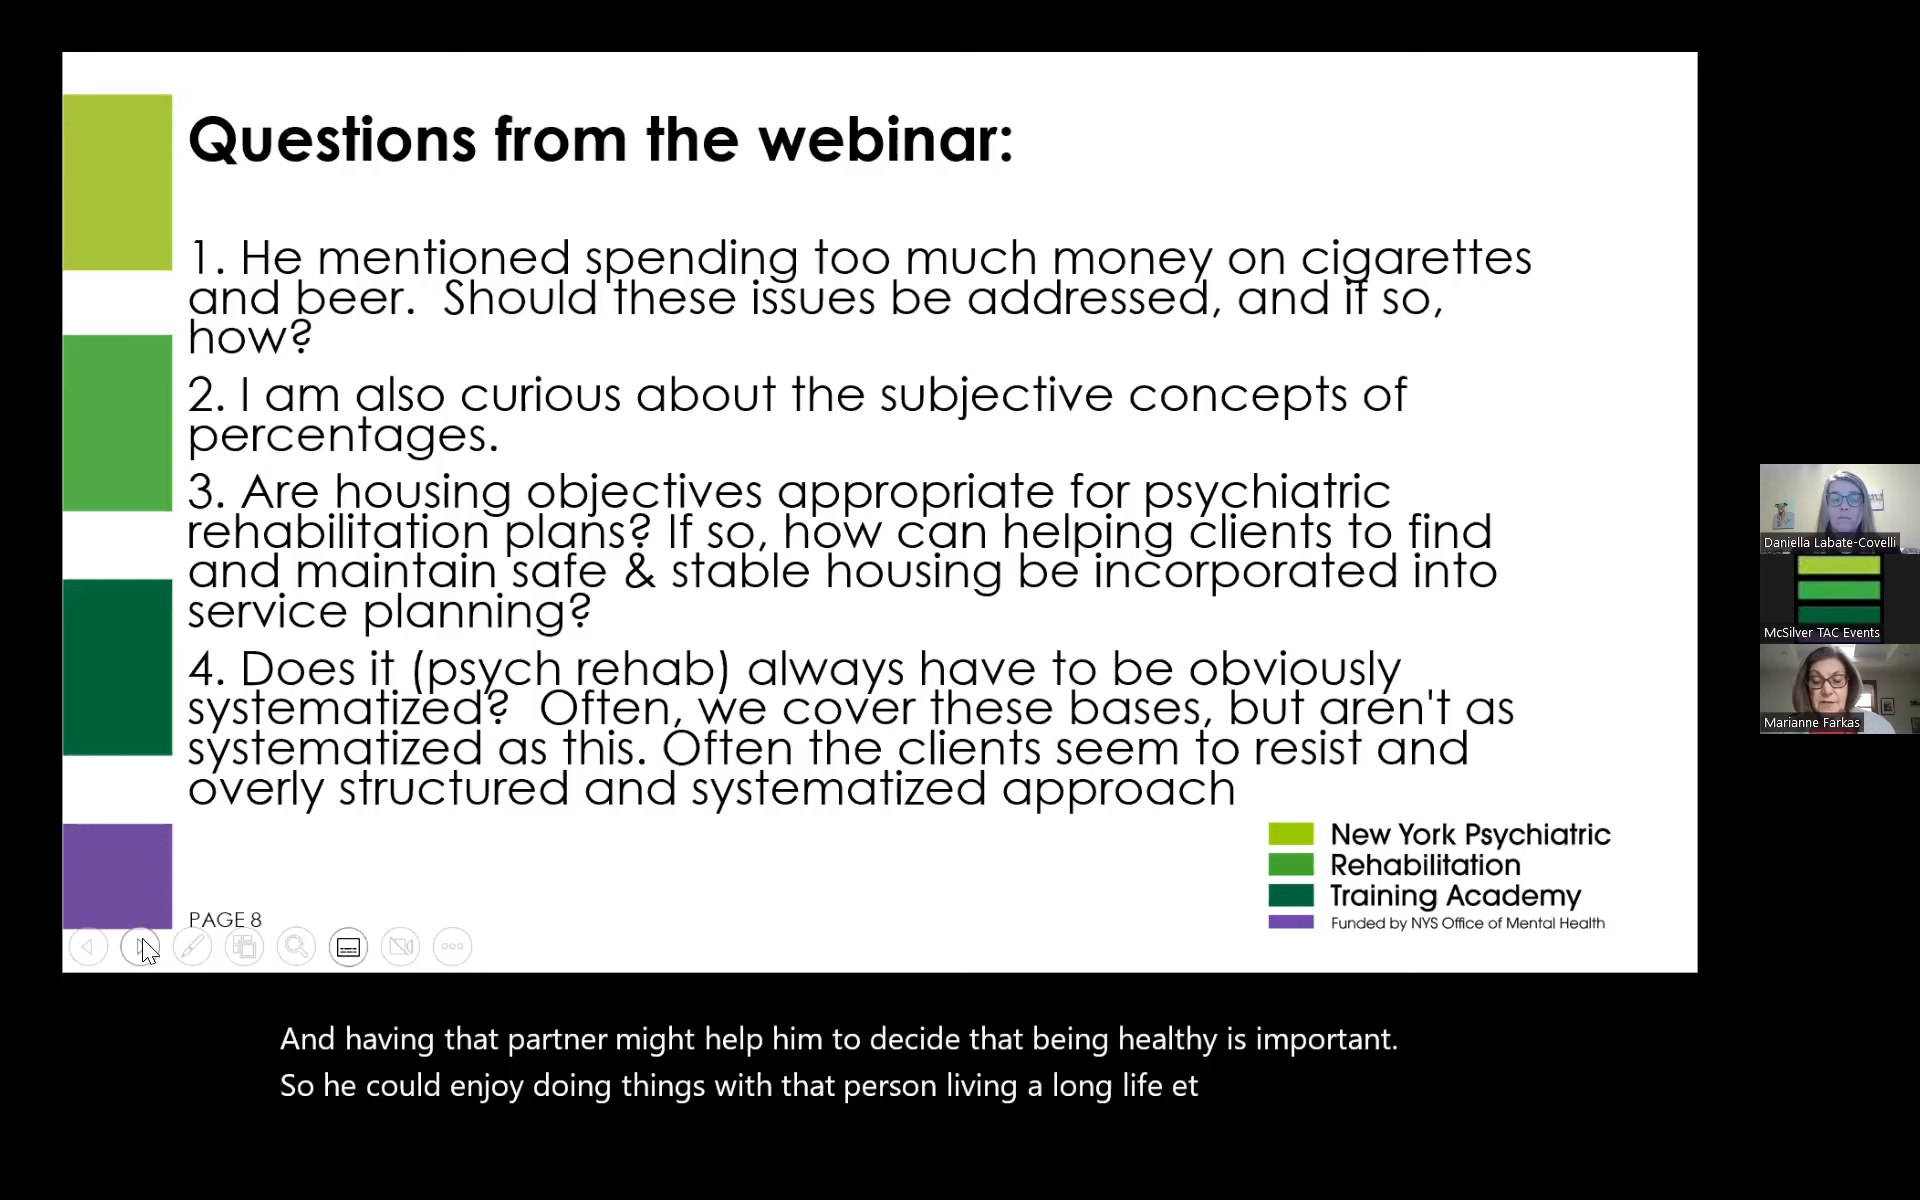 Questions from the webinar:
1. He mentioned spending too much money on cigarettes
and beer.  Should these issues be addressed, and if so,
how?
2. I am also curious about the subjective concepts of
percentages.
3. Are housing objectives appropriate for psychiatric
rehabilitation plans? If so, how can helping clients to find
and maintain safe & stable housing be incorporated into
service planning?
4. Does it (psych rehab) always have to be obviously
systematized?  Often, we cover these bases, but aren't as
systematized as this. Often the clients seem to resist and
overly structured and systematized approach
New York Psychiatric
Rehabilitation
Training Academy
Funded by NYS Office of Mental Health
PAGE 8
Daniella Labate-Covelli
McSilver TAC Events
Marianne Farkas
And having that partner might help him to decide that being healthy is important.
So he could enjoy doing things with that person living a long life et